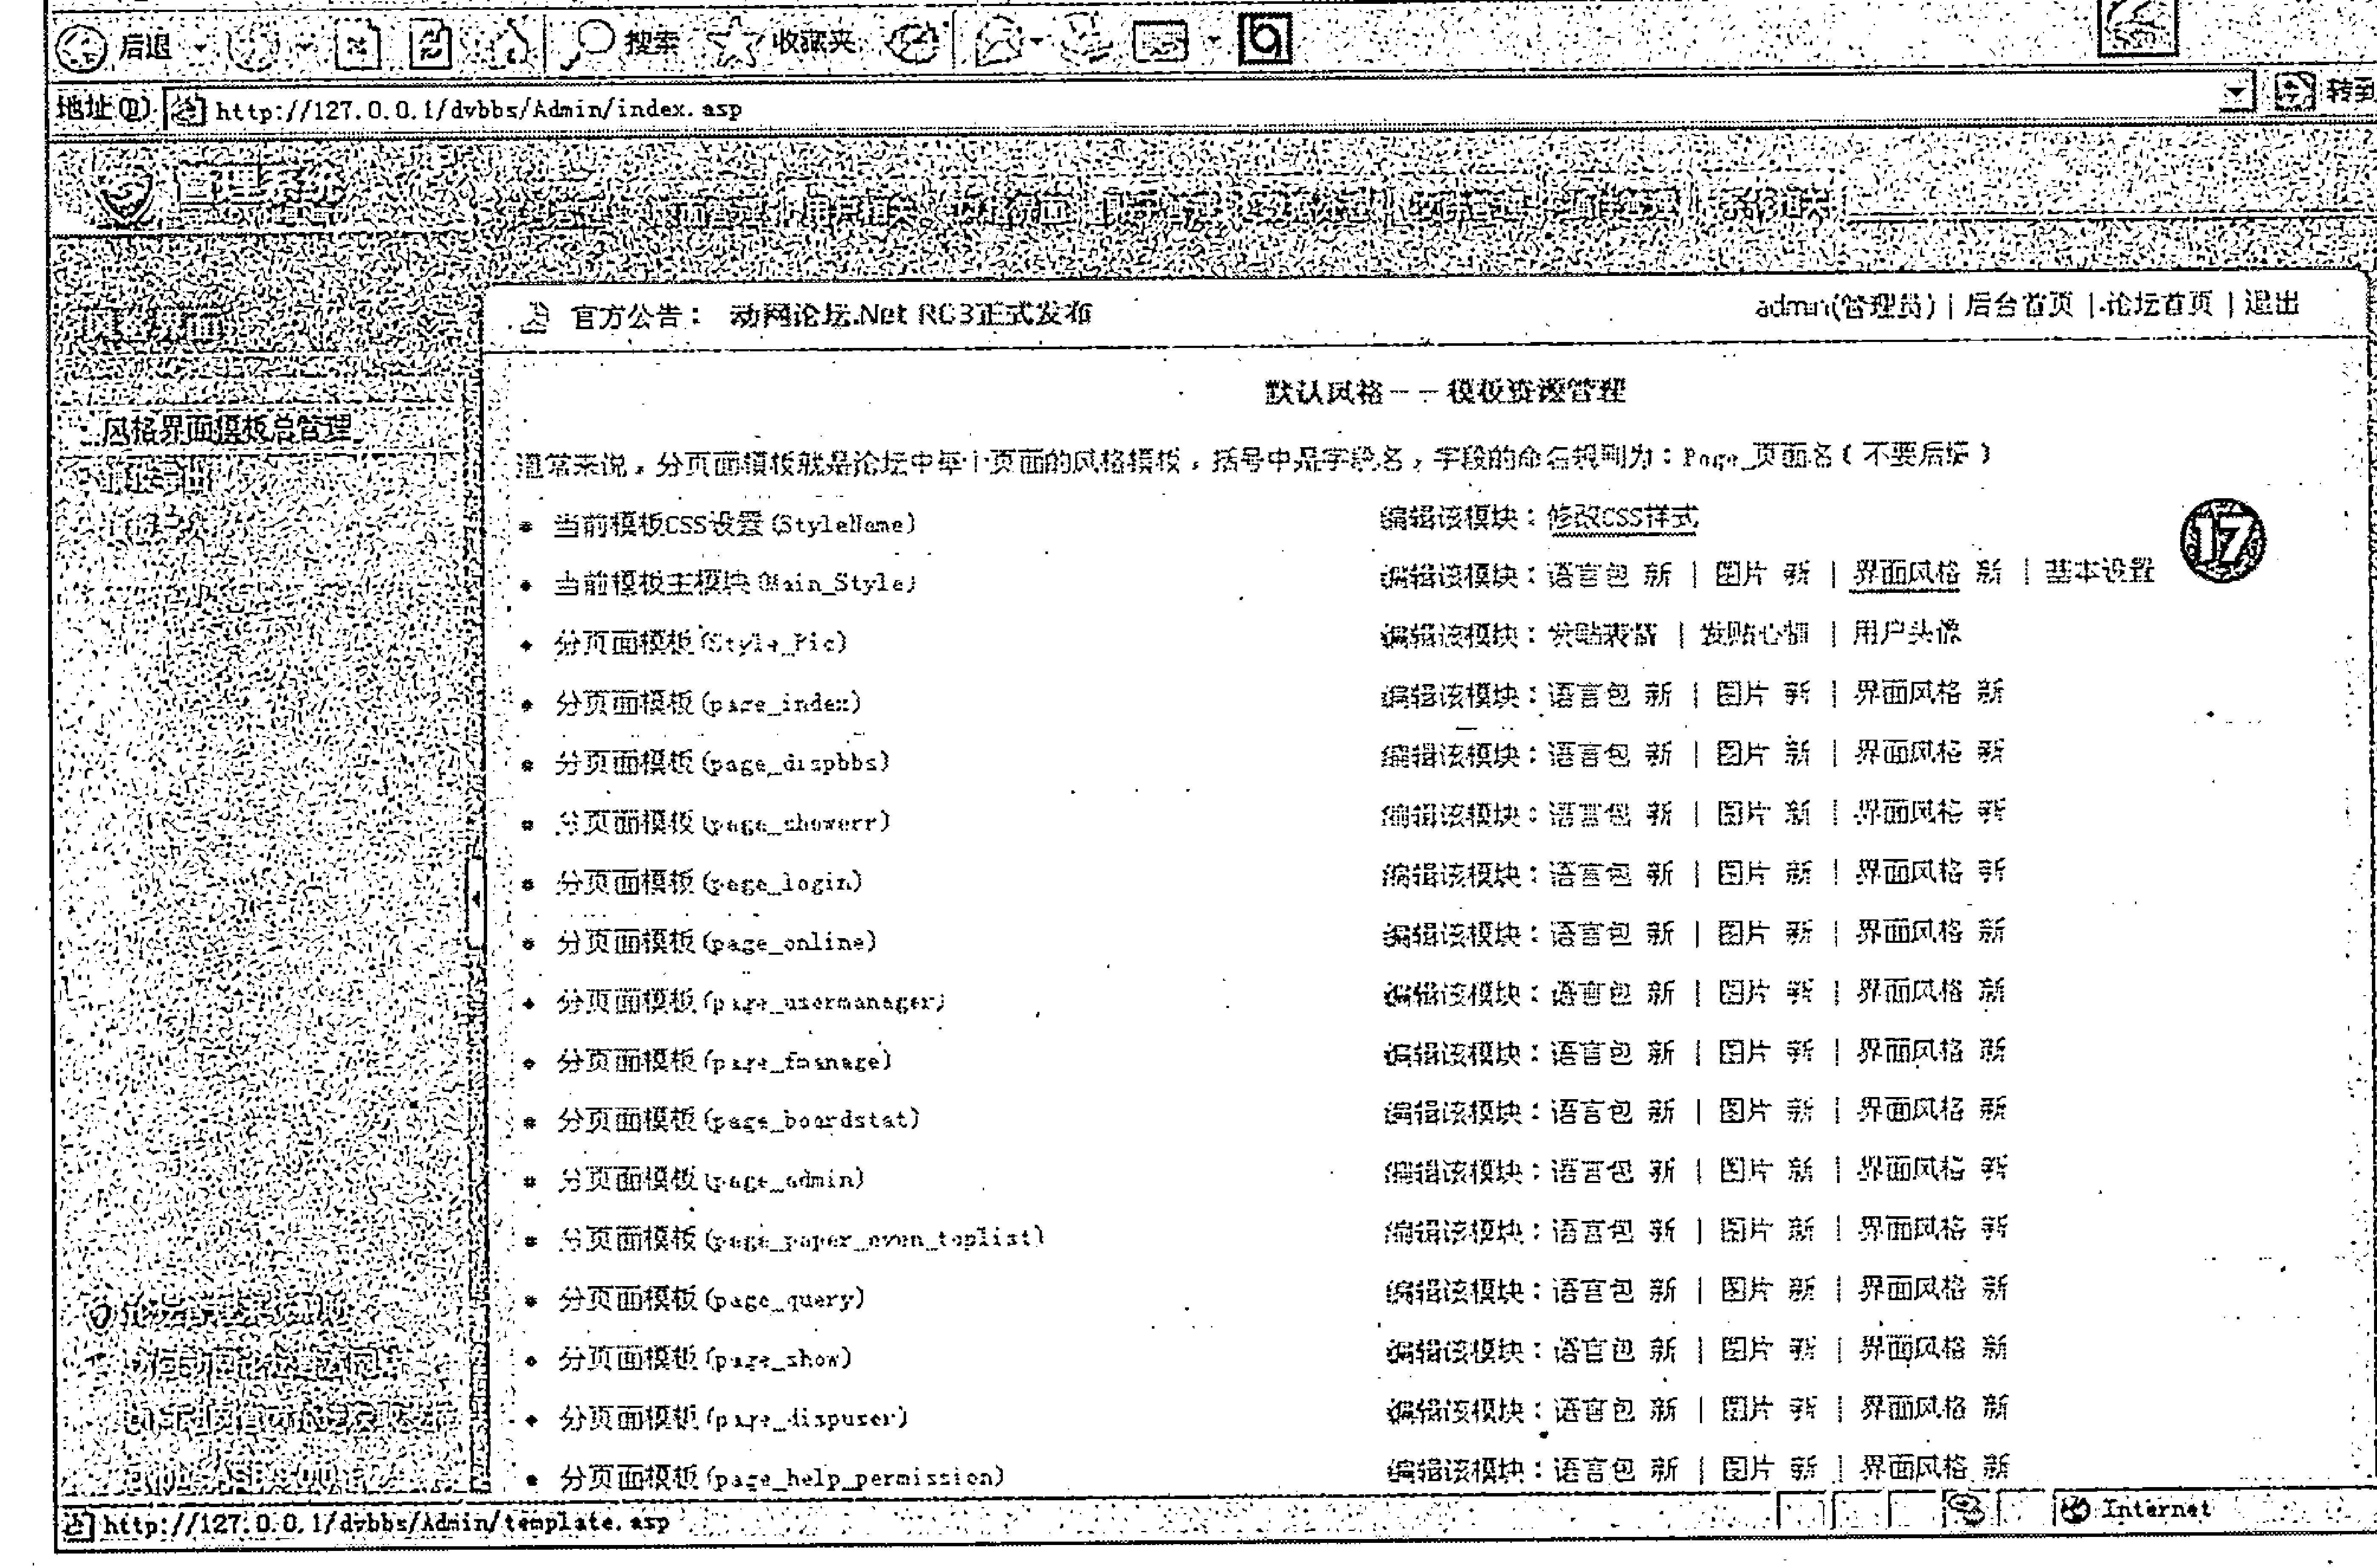 后退 搜索 收藏夹
地址(D) http://127.0.0.1/dvbbs/Admin/index.asp 转到
管理系统
官方公告： 动网论坛.Net RC3正式发布 admin(管理员) | 后台首页 | 论坛首页 | 退出
默认风格--模板资源管理
风格界面模板总管理
通常来说，分页面模板就是论坛中每个页面的风格模板，括号中是字段名，字段的命名规则为：Page_页面名(不要后缀)
当前模板CSS设置(StyleName) 编辑该模块：修改CSS样式
17
当前模板主模块(Main_Style) 编辑该模块：语言包 新 | 图片 新 | 界面风格 新 | 基本设置
分页面模板(Style_Pic) 编辑该模块：发贴表情 | 发贴心情 | 用户头像
分页面模板(page_index) 编辑该模块：语言包 新 | 图片 新 | 界面风格 新
分页面模板(page_dispbbs) 编辑该模块：语言包 新 | 图片 新 | 界面风格 新
分页面模板(page_showerr) 编辑该模块：语言包 新 | 图片 新 | 界面风格 新
分页面模板(page_login) 编辑该模块：语言包 新 | 图片 新 | 界面风格 新
分页面模板(page_online) 编辑该模块：语言包 新 | 图片 新 | 界面风格 新
分页面模板(page_usermanager) 编辑该模块：语言包 新 | 图片 新 | 界面风格 新
分页面模板(page_fmanage) 编辑该模块：语言包 新 | 图片 新 | 界面风格 新
分页面模板(page_boardstat) 编辑该模块：语言包 新 | 图片 新 | 界面风格 新
分页面模板(page_admin) 编辑该模块：语言包 新 | 图片 新 | 界面风格 新
分页面模板(page_paper_even_toplist) 编辑该模块：语言包 新 | 图片 新 | 界面风格 新
分页面模板(page_query) 编辑该模块：语言包 新 | 图片 新 | 界面风格 新
分页面模板(page_show) 编辑该模块：语言包 新 | 图片 新 | 界面风格 新
分页面模板(page_dispuser) 编辑该模块：语言包 新 | 图片 新 | 界面风格 新
分页面模板(page_help_permission) 编辑该模块：语言包 新 | 图片 新 | 界面风格 新
http://127.0.0.1/dvbbs/Admin/template.asp Internet